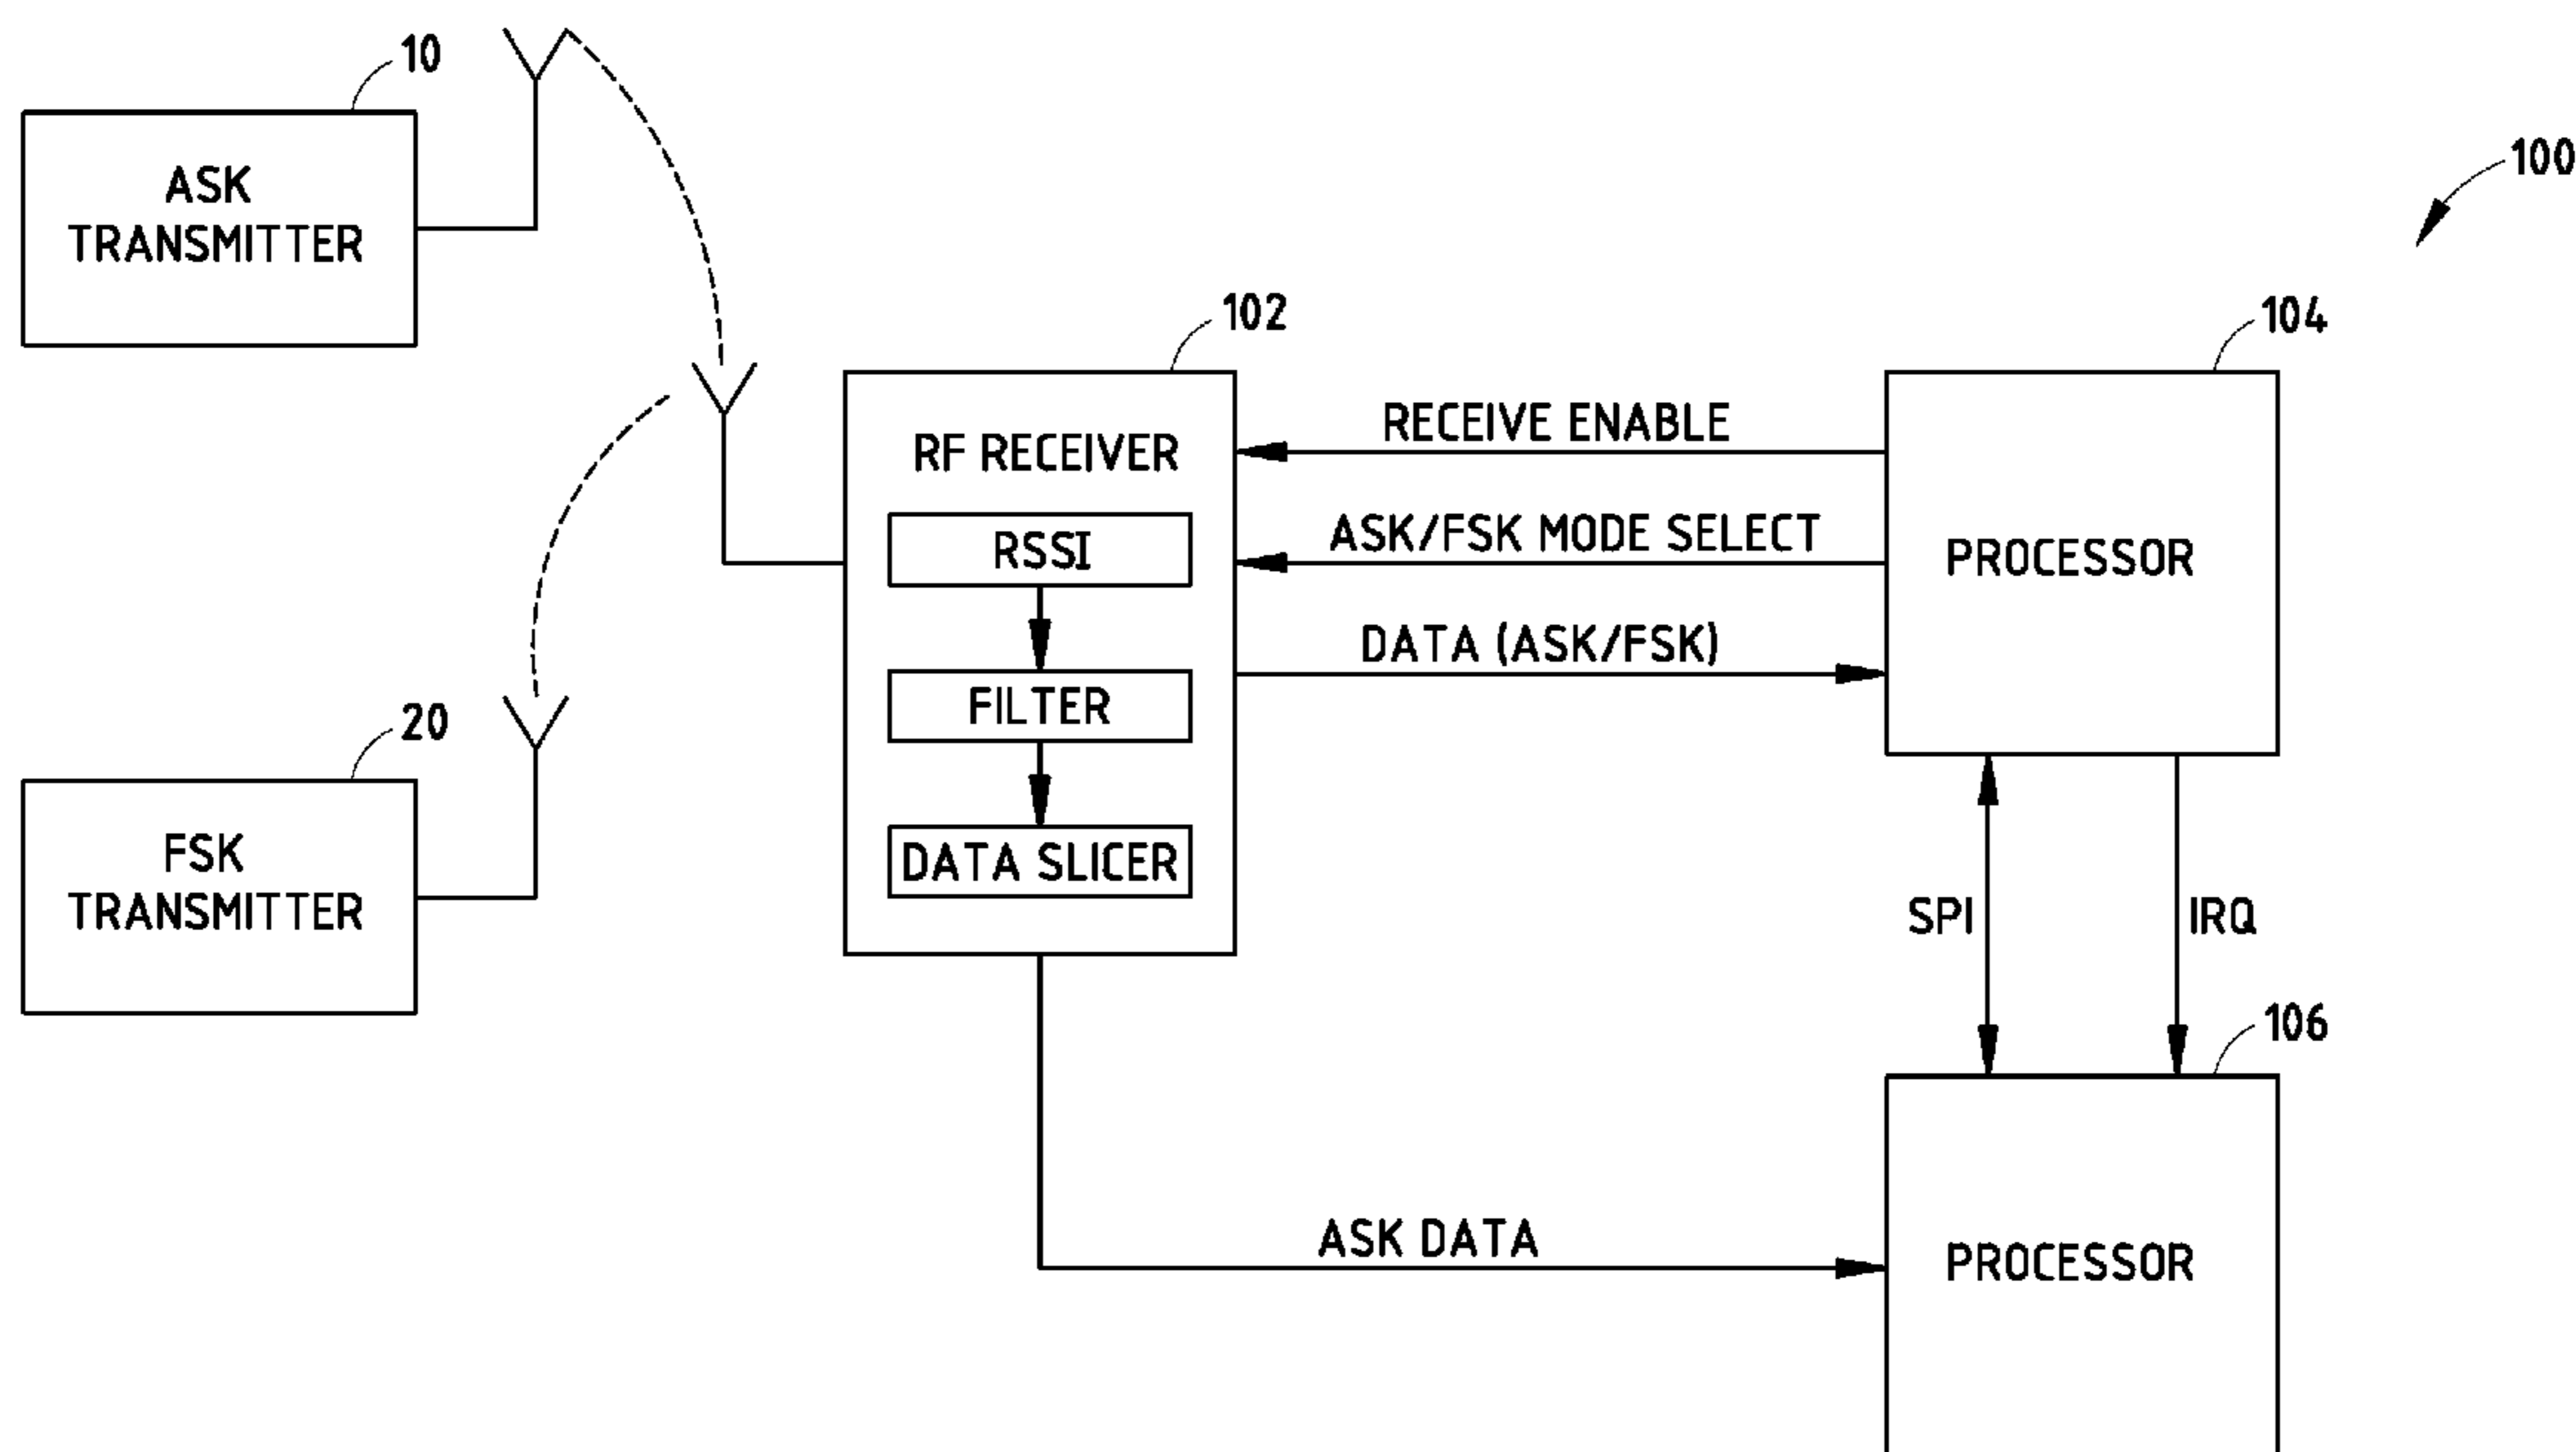 10
ASK
TRANSMITTER
100
102
104
RF RECEIVER
RSSI
FILTER
DATA SLICER
RECEIVE ENABLE
ASK/FSK MODE SELECT
DATA (ASK/FSK)
PROCESSOR
20
FSK
TRANSMITTER
SPI
IRQ
106
ASK DATA
PROCESSOR